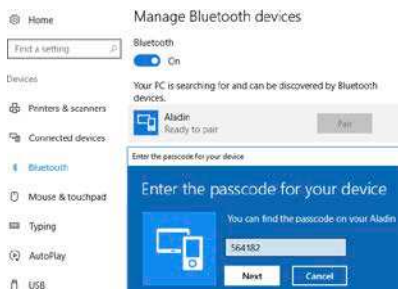 Home
Find a setting
Devices
Printers & scanners
Connected devices
Bluetooth
Mouse & touchpad
Typing
AutoPlay
USB
Manage Bluetooth devices
Bluetooth
On
Your PC is searching for and can be discovered by Bluetooth
devices.
Aladin
Ready to pair
Pair
Enter the passcode for your device
Enter the passcode for your device
You can find the passcode on your Aladin
564182
Next
Cancel